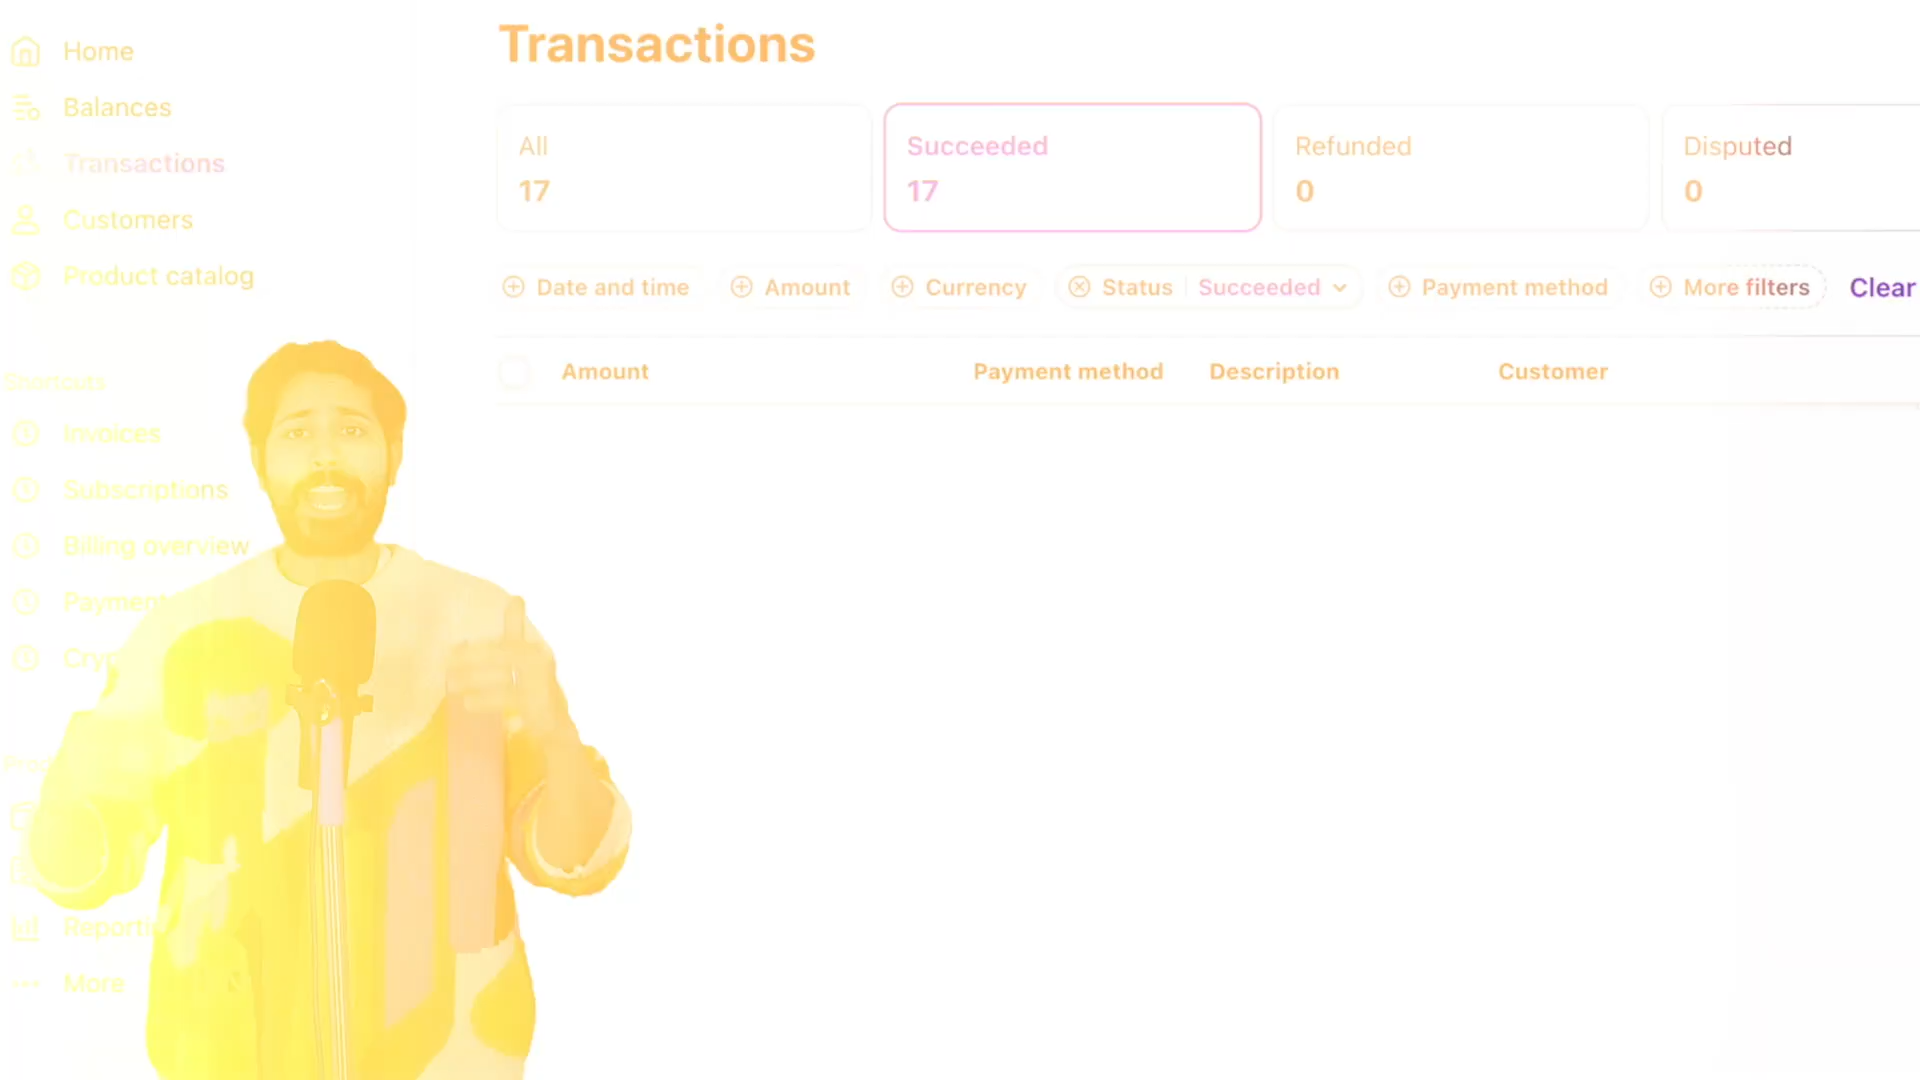 Home
Balances
Transactions
Customers
Product catalog
Shortcuts
Invoices
Subscriptions
Billing overview
Transactions
All
17
Succeeded
17
Refunded
0
Disputed
0
Date and time
Amount
Currency
Status
Succeeded
Payment method
More filters
Clear
Amount
Payment method
Description
Customer
More